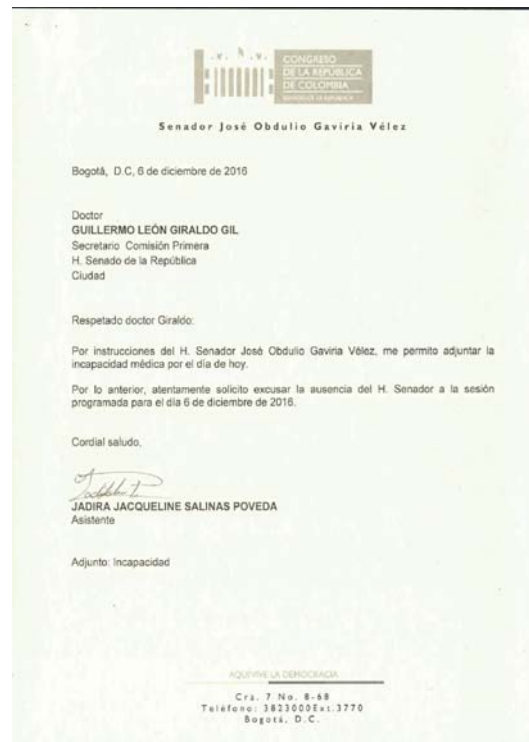 CONGRESO
DE LA REPÚBLICA
DE COLOMBIA
Senador José Obdulio Gaviria Vélez
Bogotá, D.C, 6 de diciembre de 2016
Doctor
GUILLERMO LEÓN GIRALDO GIL
Secretario Comisión Primera
H. Senado de la República
Ciudad
Respetado doctor Giraldo:
Por instrucciones del H. Senador José Obdulio Gaviria Vélez, me permito adjuntar la
incapacidad médica por el día de hoy.
Por lo anterior, atentamente solicito excusar la ausencia del H. Senador a la sesión
programada para el día 6 de diciembre de 2016.
Cordial saludo,
JADIRA JACQUELINE SALINAS POVEDA
Asistente
Adjunto: Incapacidad
AQUÍ VIVE LA DEMOCRACIA
Cra. 7 No. 8-68
Teléfono: 3823000Ext.3770
Bogotá, D.C.